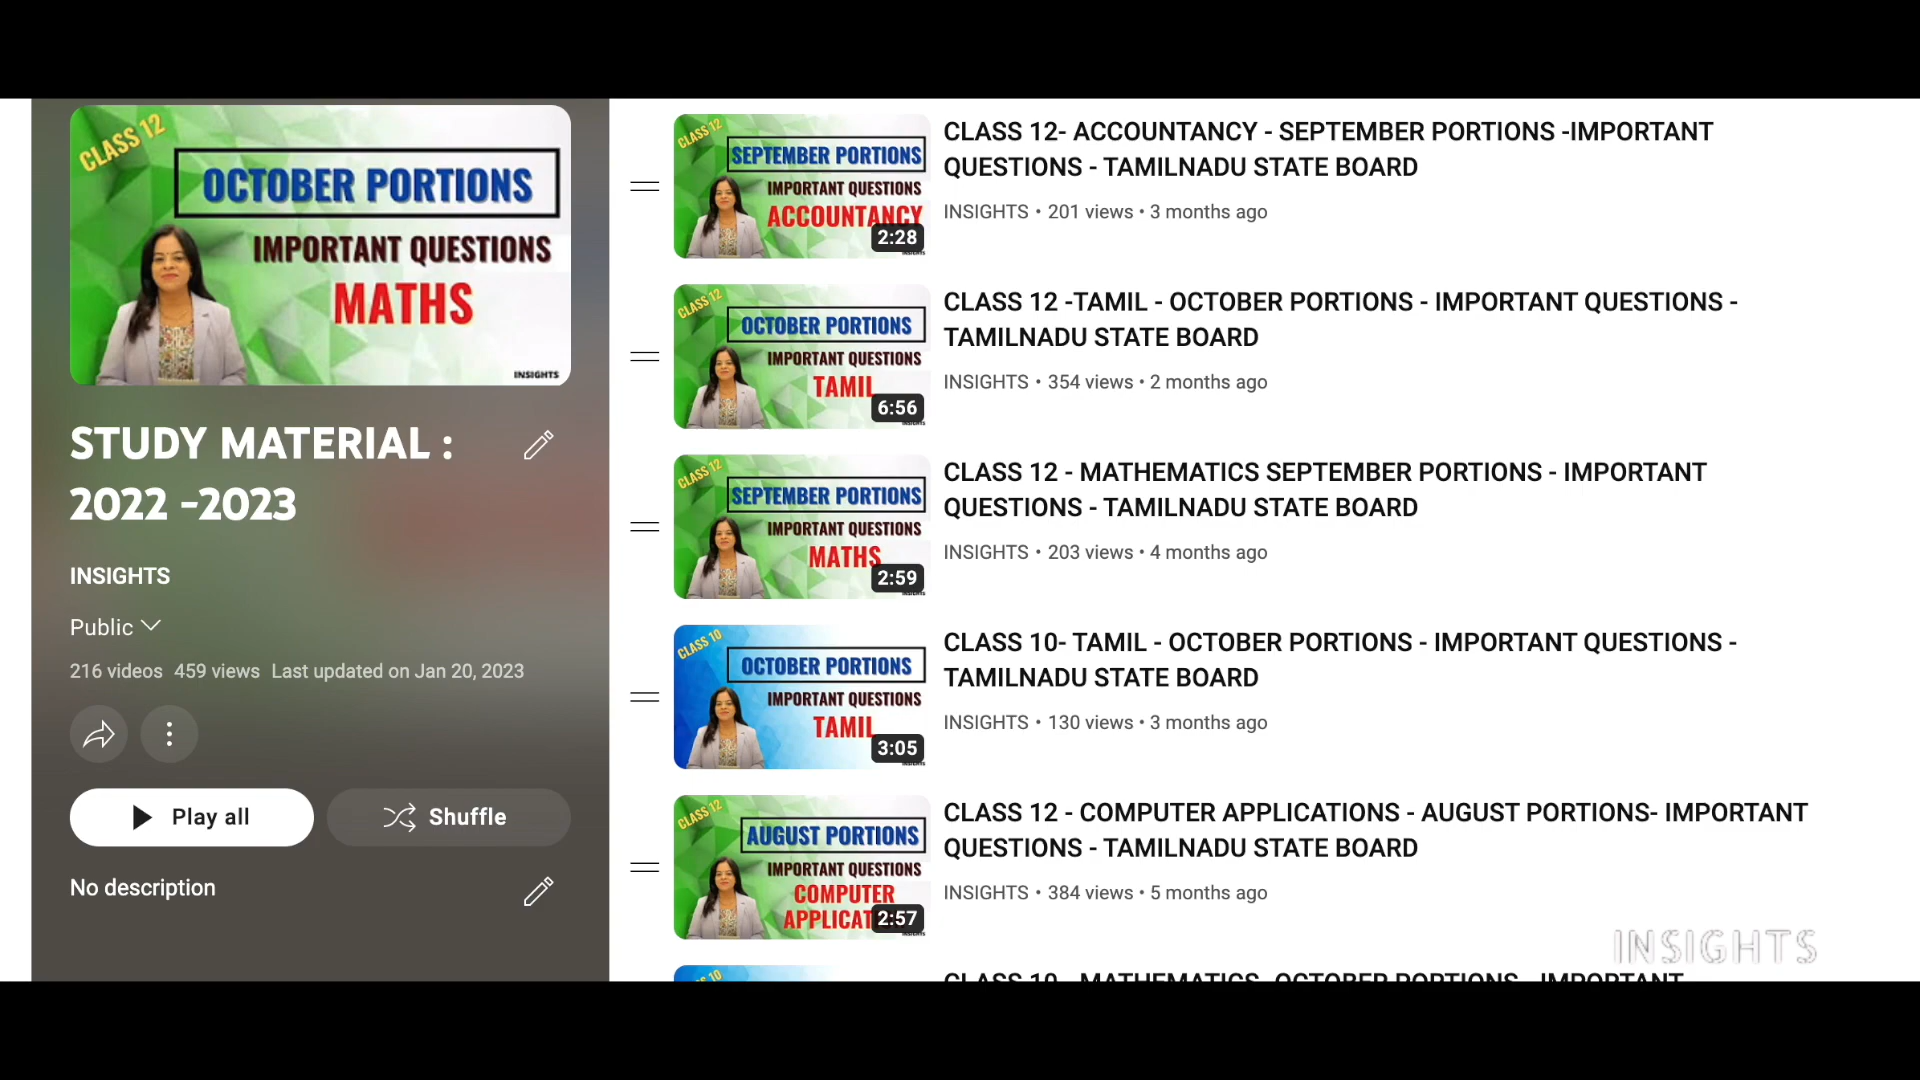 CLASS 12
OCTOBER PORTIONS
IMPORTANT QUESTIONS
MATHS
INSIGHTS
STUDY MATERIAL :
2022 -2023
INSIGHTS
Public
216 videos 459 views Last updated on Jan 20, 2023
Play all
Shuffle
No description
CLASS 12
SEPTEMBER PORTIONS
IMPORTANT QUESTIONS
ACCOUNTANCY
2:28
CLASS 12- ACCOUNTANCY - SEPTEMBER PORTIONS -IMPORTANT
QUESTIONS - TAMILNADU STATE BOARD
INSIGHTS • 201 views • 3 months ago
CLASS 12
OCTOBER PORTIONS
IMPORTANT QUESTIONS
TAMIL
6:56
CLASS 12 -TAMIL - OCTOBER PORTIONS - IMPORTANT QUESTIONS -
TAMILNADU STATE BOARD
INSIGHTS • 354 views • 2 months ago
CLASS 12
SEPTEMBER PORTIONS
IMPORTANT QUESTIONS
MATHS
2:59
CLASS 12 - MATHEMATICS SEPTEMBER PORTIONS - IMPORTANT
QUESTIONS - TAMILNADU STATE BOARD
INSIGHTS • 203 views • 4 months ago
CLASS 10
OCTOBER PORTIONS
IMPORTANT QUESTIONS
TAMIL
3:05
CLASS 10- TAMIL - OCTOBER PORTIONS - IMPORTANT QUESTIONS -
TAMILNADU STATE BOARD
INSIGHTS • 130 views • 3 months ago
CLASS 12
AUGUST PORTIONS
IMPORTANT QUESTIONS
COMPUTER
APPLICAT
2:57
CLASS 12 - COMPUTER APPLICATIONS - AUGUST PORTIONS- IMPORTANT
QUESTIONS - TAMILNADU STATE BOARD
INSIGHTS • 384 views • 5 months ago
INSIGHTS
CLASS 10 - MATHEMATICS -OCTOBER PORTIONS - IMPORTANT